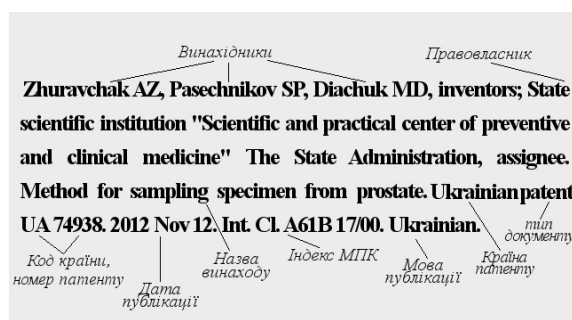 Винахідники Правовласник
Zhuravchak AZ, Pasechnikov SP, Diachuk MD, inventors; State
scientific institution "Scientific and practical center of preventive
and clinical medicine" The State Administration, assignee.
Method for sampling specimen from prostate. Ukrainian patent
UA 74938. 2012 Nov 12. Int. Cl. A61B 17/00. Ukrainian.
Код країни,
номер патенту
Дата
публікації
Назва
винаходу
Індекс МПК
Мова
публікації
Країна
патенту
тип
документу